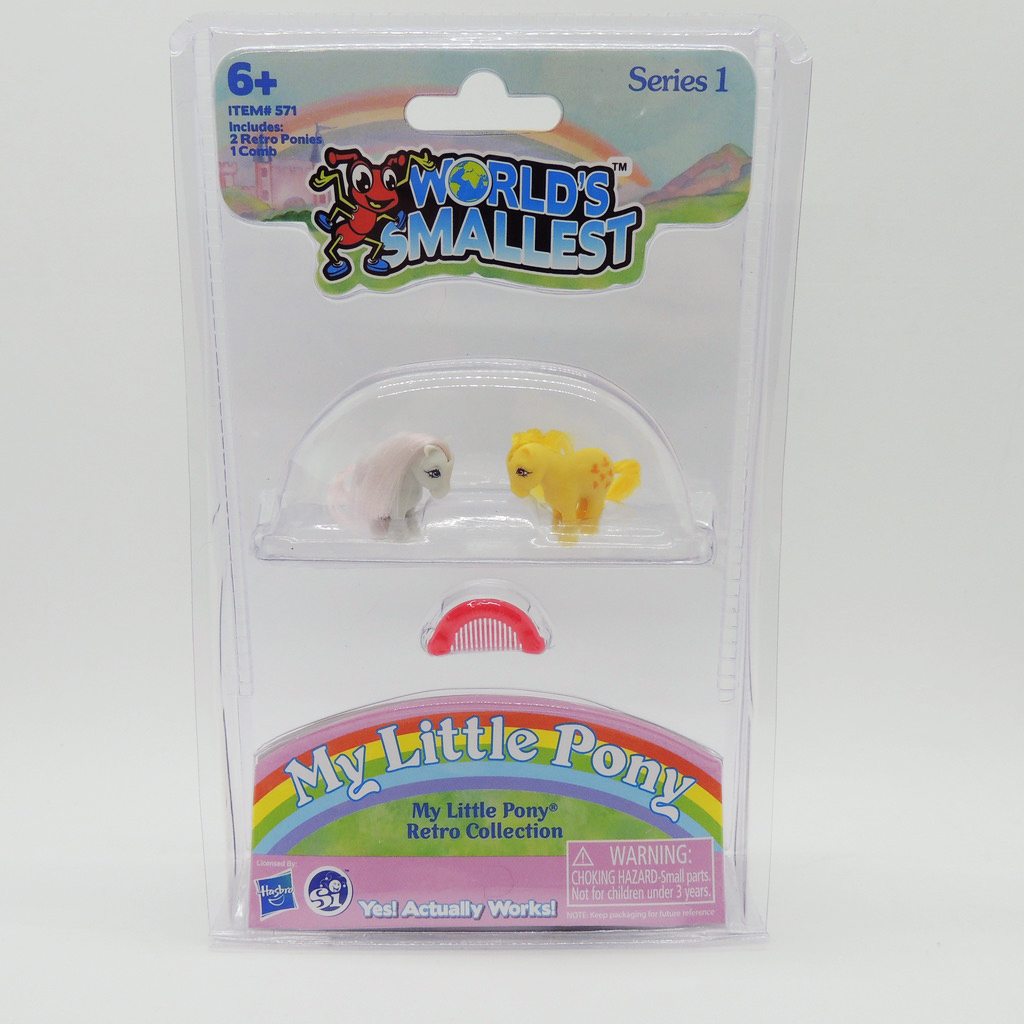 6+
ITEM# 571
Includes:
2 Retro Ponies
1 Comb
Series 1
WORLD'S™
SMALLEST
My Little Pony
My Little Pony®
Retro Collection
Licensed By:
Hasbro
Si™
Yes! Actually Works!
⚠ WARNING:
CHOKING HAZARD-Small parts.
Not for children under 3 years.
NOTE: Keep packaging for future reference